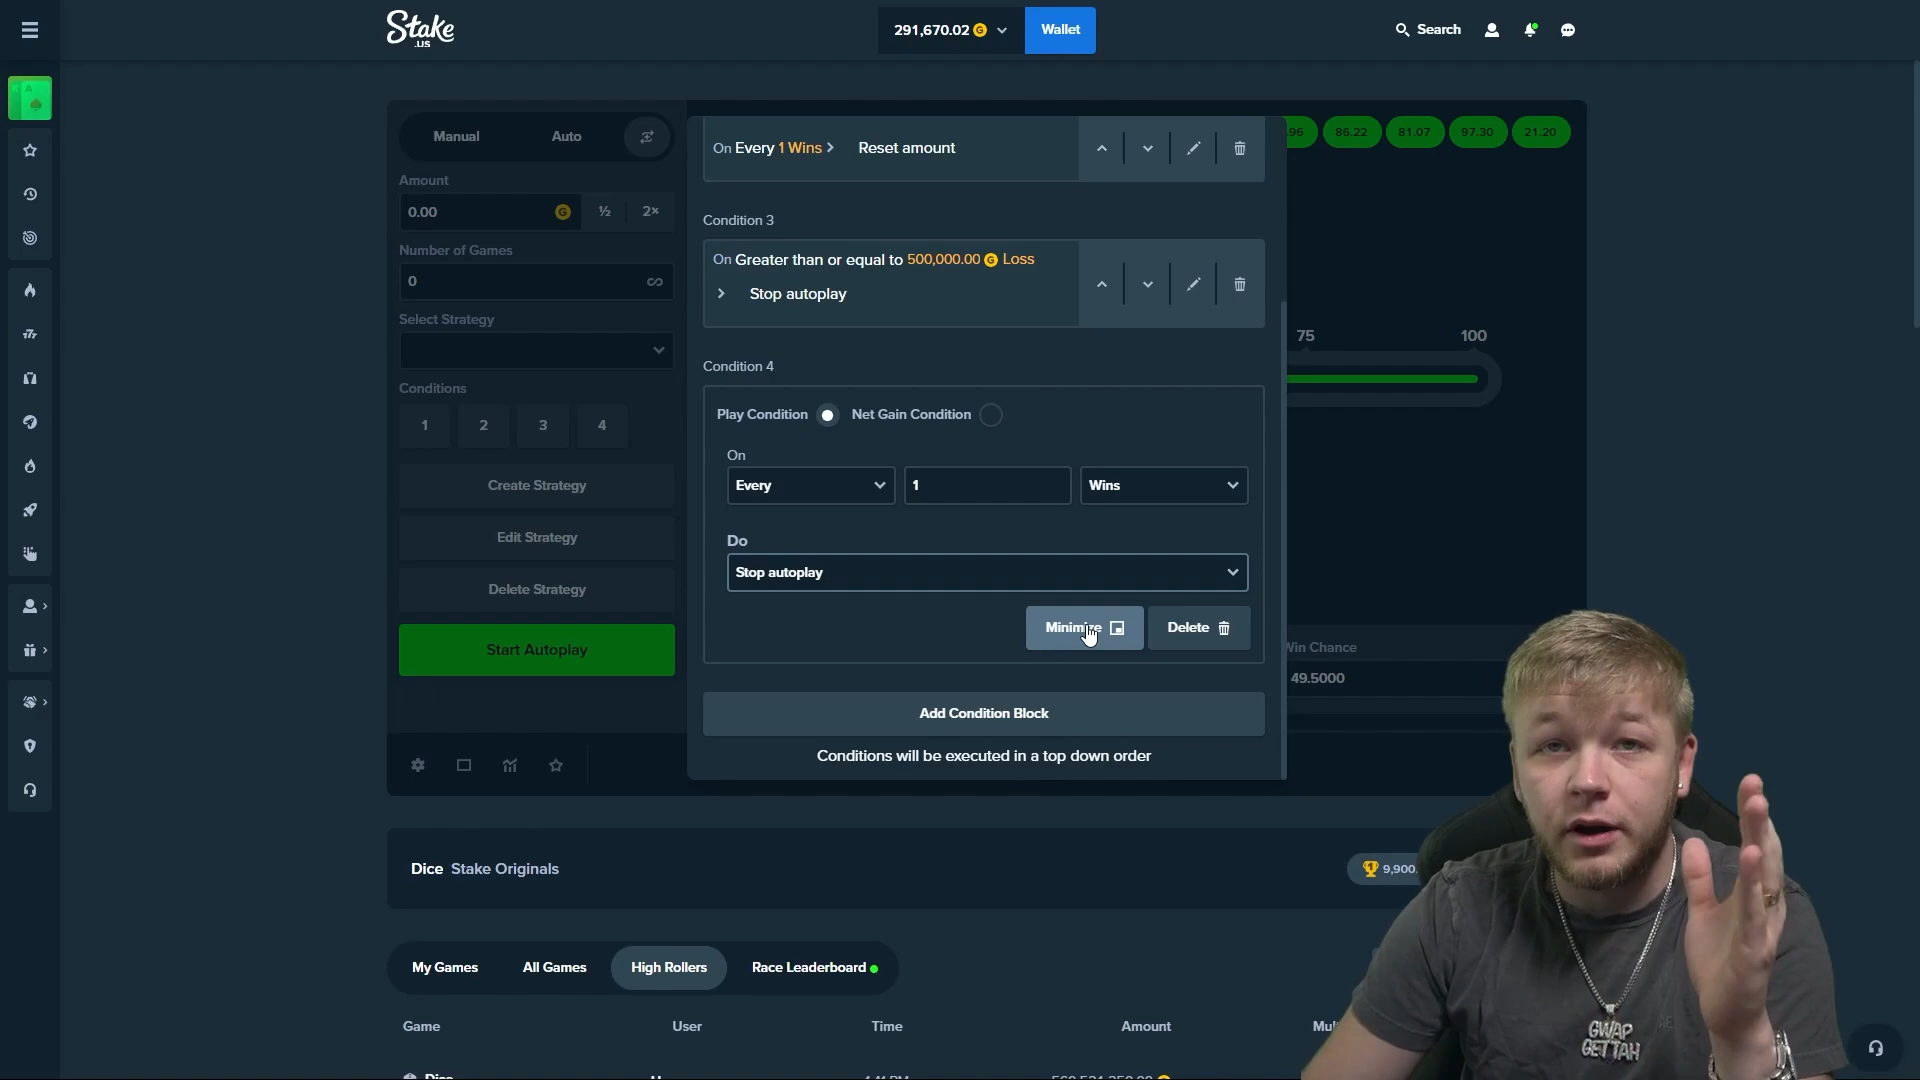 Stake
.US
291,670.02
Wallet
Search
Manual
Auto
Amount
0.00
½
2×
Number of Games
0
Select Strategy
Conditions
1
2
3
4
Create Strategy
Edit Strategy
Delete Strategy
Start Autoplay
On Every 1 Wins > Reset amount
Condition 3
On Greater than or equal to 500,000.00 Loss
> Stop autoplay
Condition 4
Play Condition
Net Gain Condition
On
Every
1
Wins
Do
Stop autoplay
Minimize
Delete
Add Condition Block
Conditions will be executed in a top down order
.96
86.22
81.07
97.30
21.20
75
100
Win Chance
49.5000
Dice Stake Originals
9,900.
My Games
All Games
High Rollers
Race Leaderboard
Game
User
Time
Amount
Mul
Dice
GWAP
GETTAH